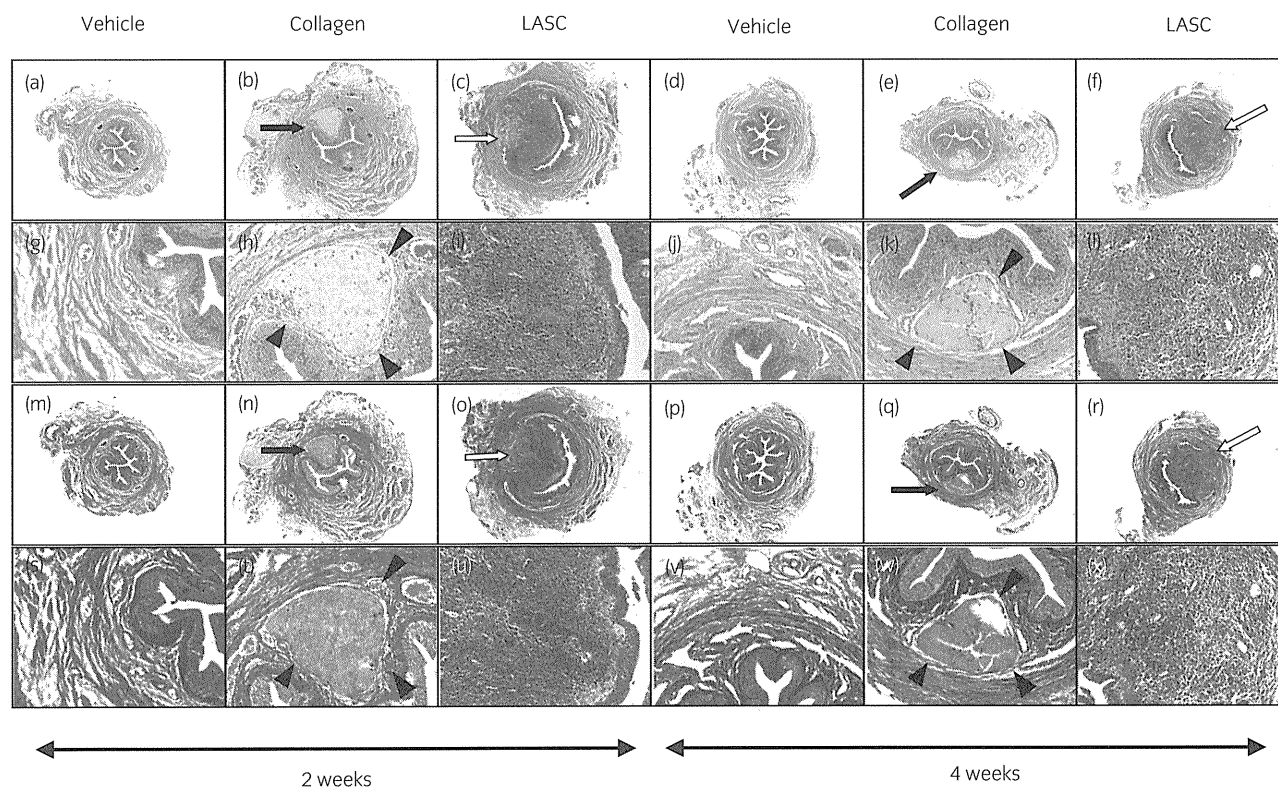 Vehicle Collagen LASC Vehicle Collagen LASC
(a) (b) (c) (d) (e) (f)
(g) (h) (i) (j) (k) (l)
(m) (n) (o) (p) (q) (r)
(s) (t) (u) (v) (w) (x)
2 weeks 4 weeks